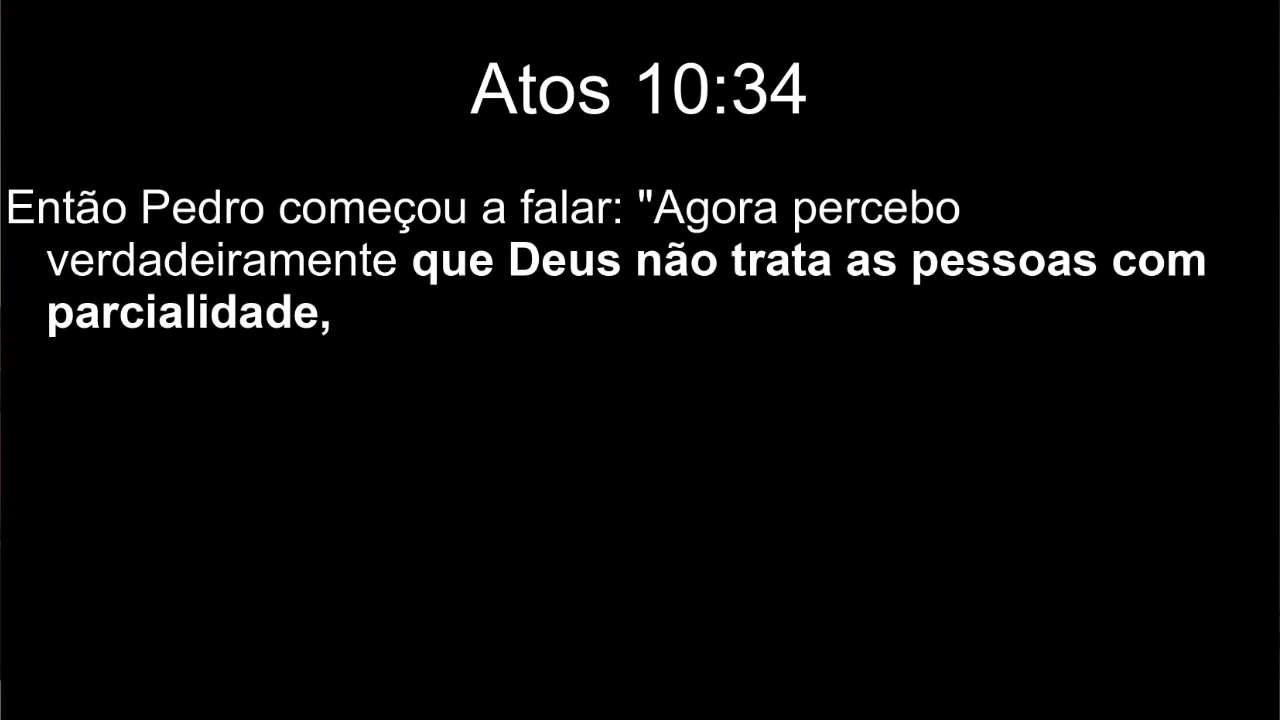 Atos 10:34
Então Pedro começou a falar: "Agora percebo
verdadeiramente que Deus não trata as pessoas com
parcialidade,